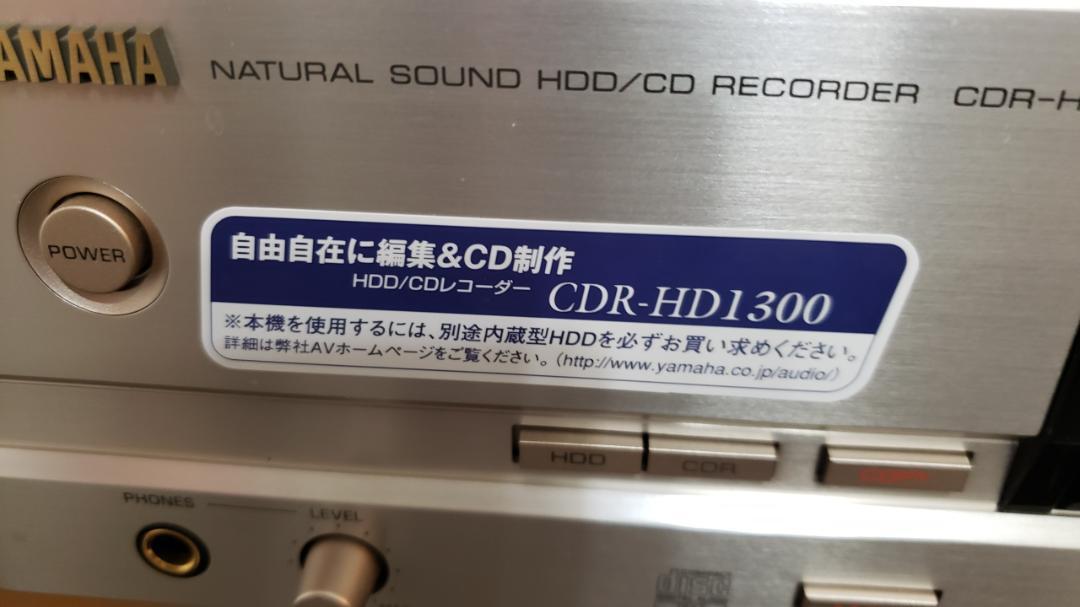 YAMAHA
NATURAL SOUND HDD/CD RECORDER CDR-H
POWER
自由自在に編集&CD制作
HDD/CDレコーダー CDR-HD1300
※本機を使用するには、別途内蔵型HDDを必ずお買い求めください。
詳細は弊社AVホームページをご覧ください。(http://www.yamaha.co.jp/audio/)
HDD CDR
PHONES
LEVEL
disc